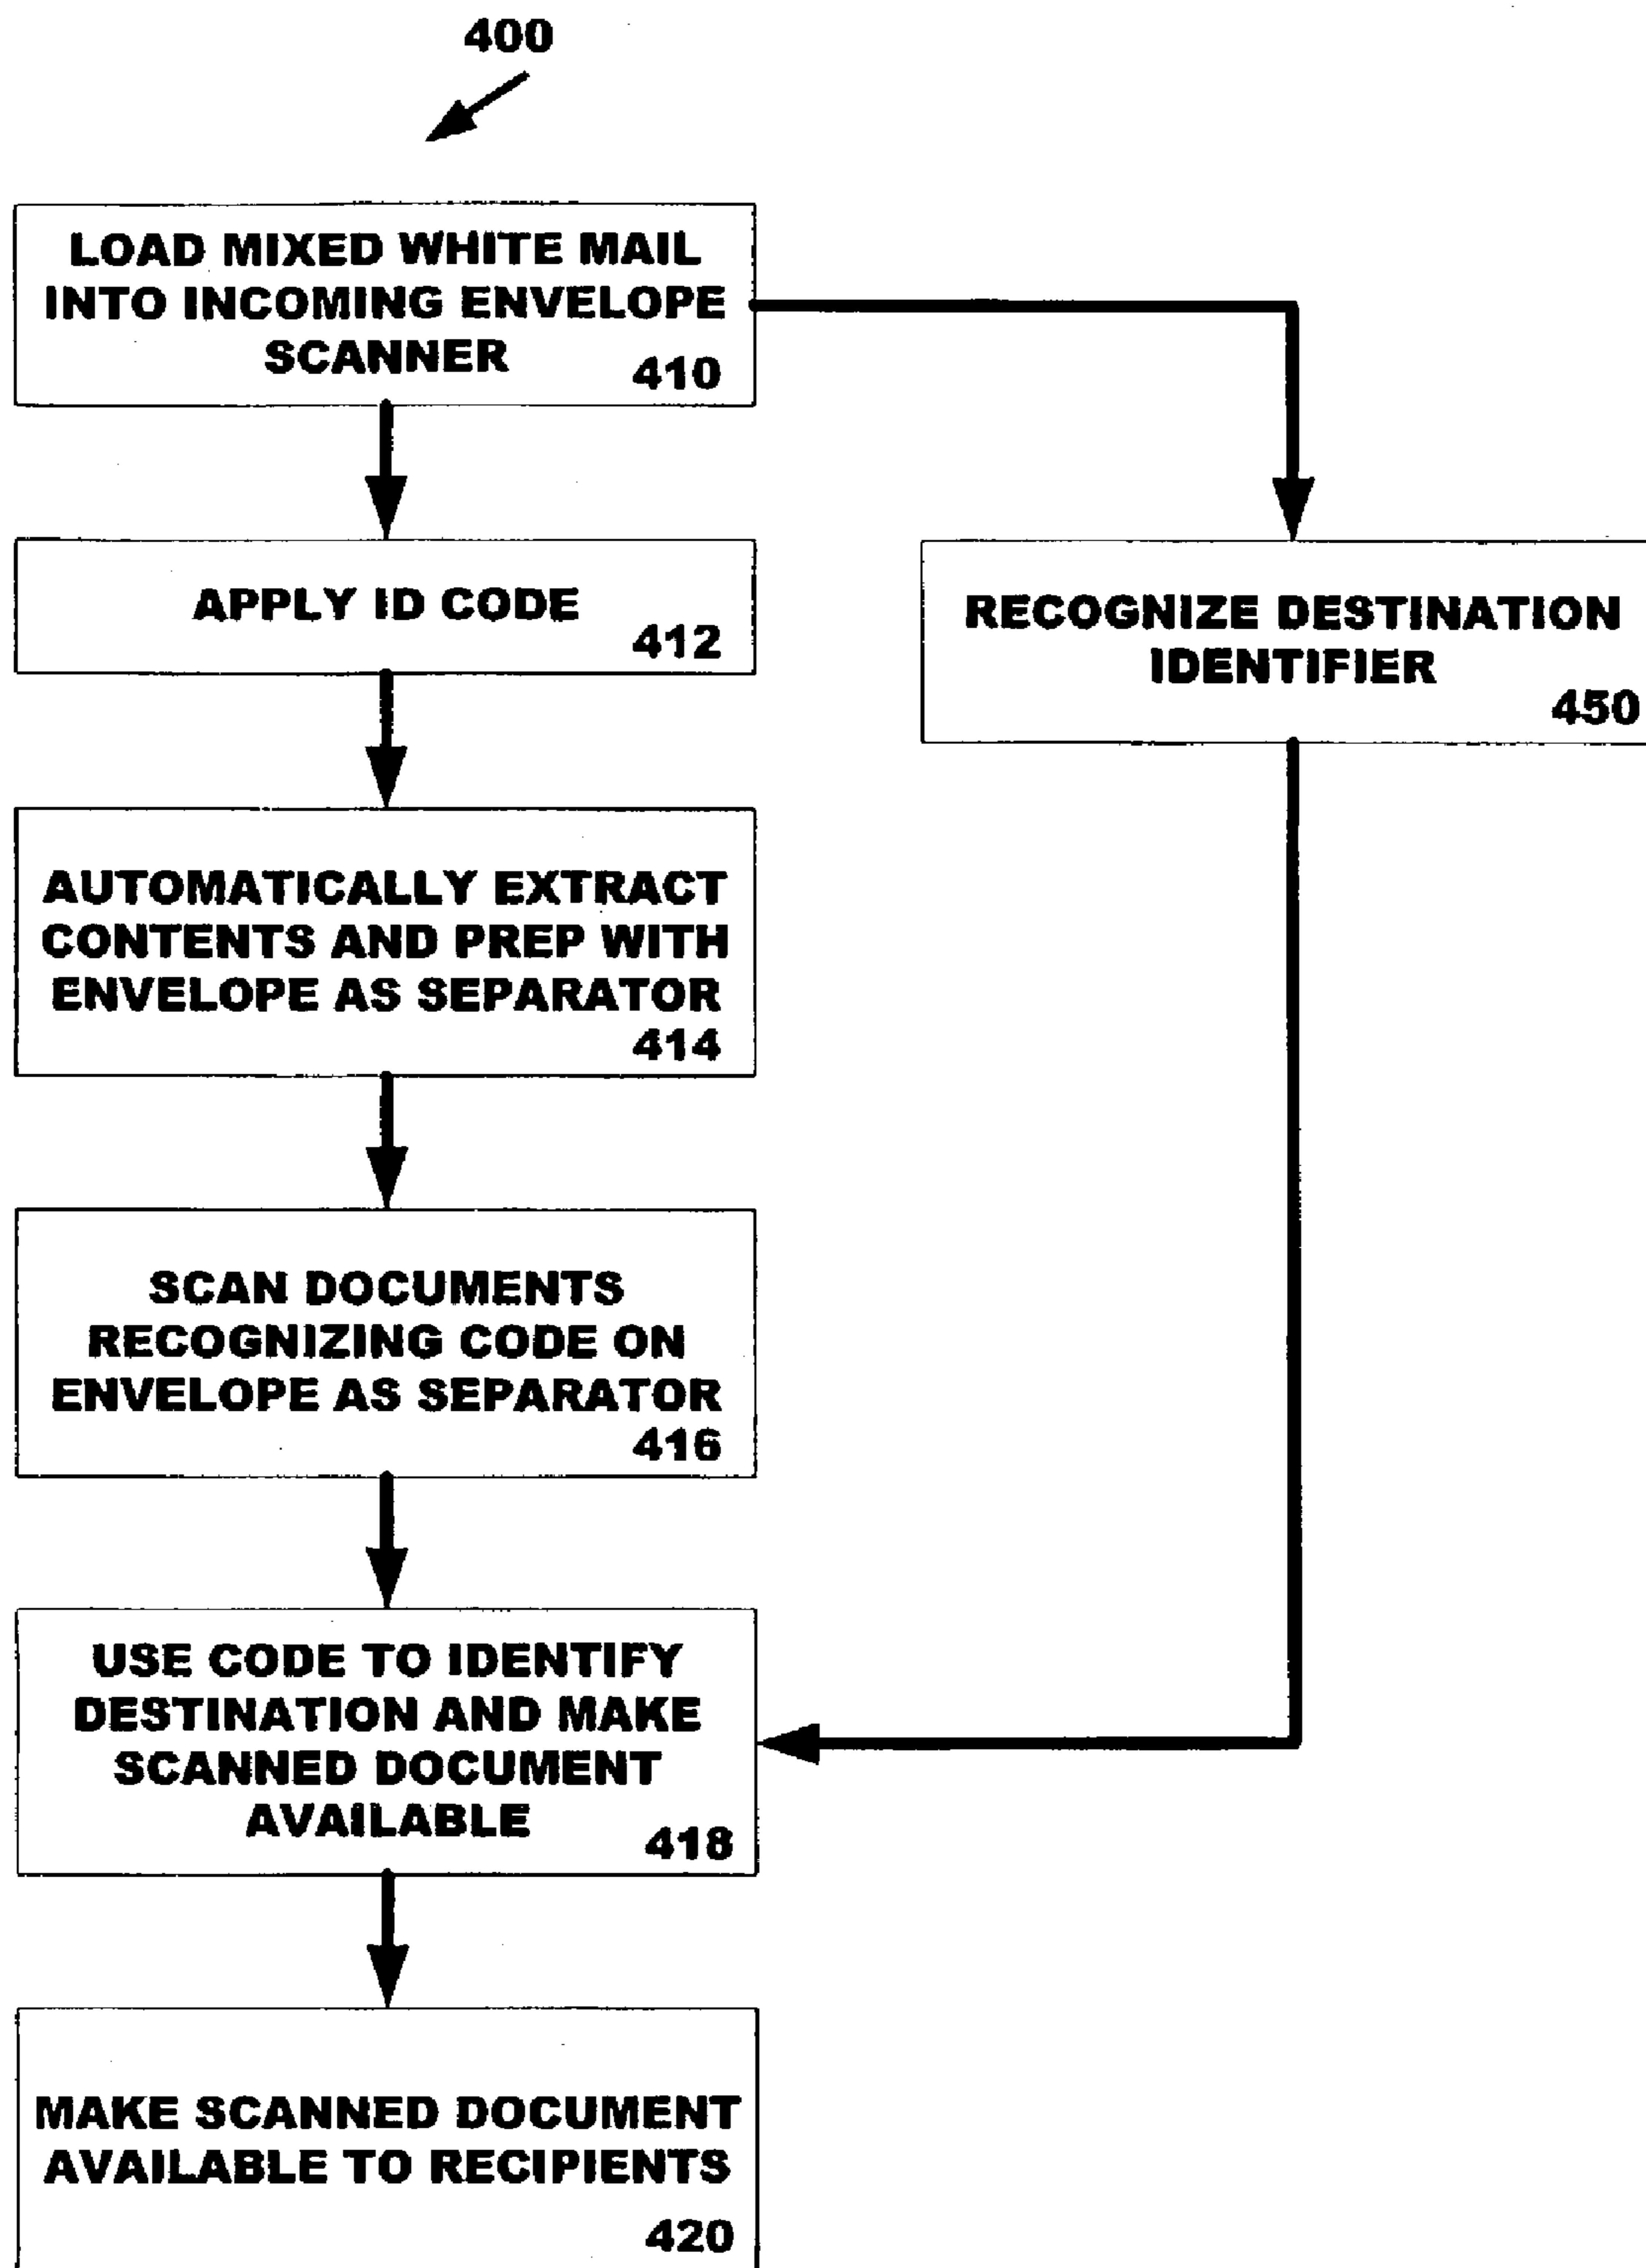 400
LOAD MIXED WHITE MAIL
INTO INCOMING ENVELOPE
SCANNER
410
APPLY ID CODE
412
RECOGNIZE DESTINATION
IDENTIFIER
450
AUTOMATICALLY EXTRACT
CONTENTS AND PREP WITH
ENVELOPE AS SEPARATOR
414
SCAN DOCUMENTS
RECOGNIZING CODE ON
ENVELOPE AS SEPARATOR
416
USE CODE TO IDENTIFY
DESTINATION AND MAKE
SCANNED DOCUMENT
AVAILABLE
418
MAKE SCANNED DOCUMENT
AVAILABLE TO RECIPIENTS
420